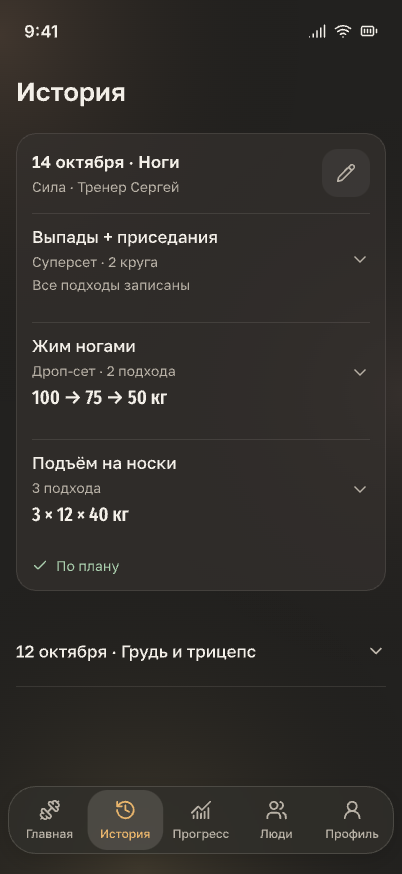 9:41
История
14 октября · Ноги
Сила · Тренер Сергей
Выпады + приседания
Суперсет · 2 круга
Все подходы записаны
Жим ногами
Дроп-сет · 2 подхода
100 → 75 → 50 кг
Подъём на носки
3 подхода
3 × 12 × 40 кг
По плану
12 октября · Грудь и трицепс
Главная
История
Прогресс
Люди
Профиль